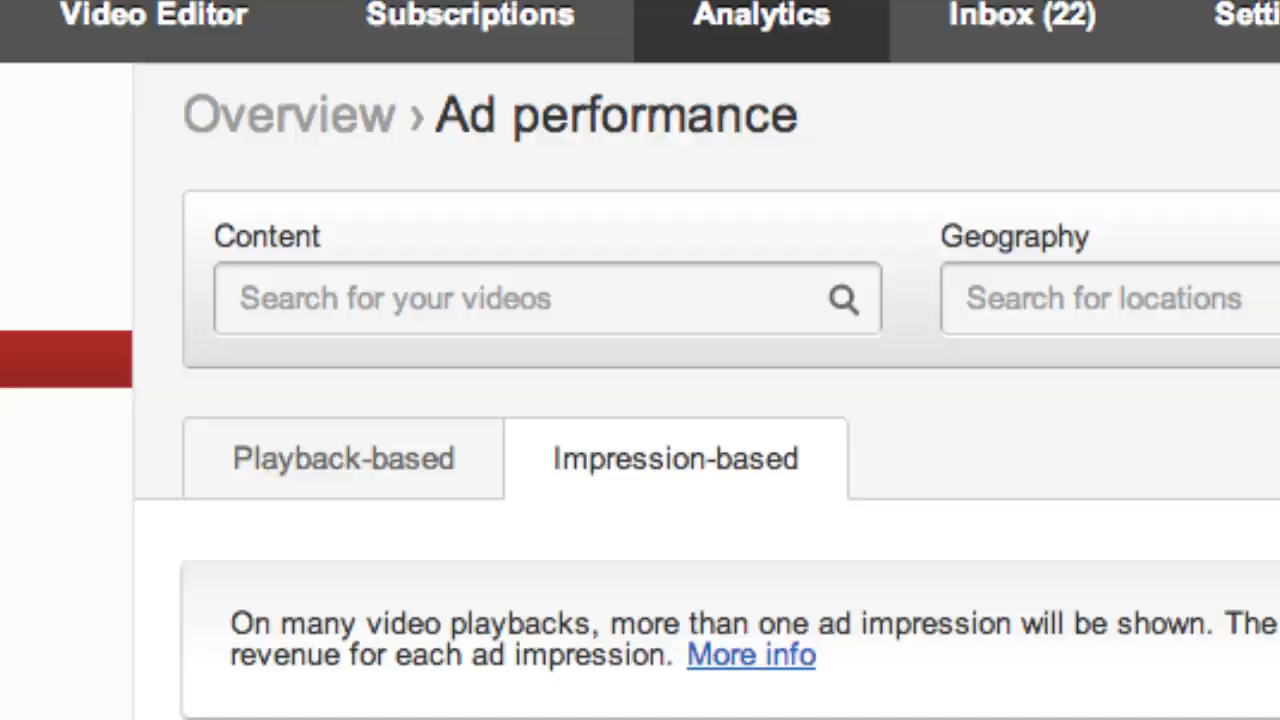 Video Editor Subscriptions Analytics Inbox (22)
Overview › Ad performance
Content Geography
Search for your videos Search for locations
Playback-based Impression-based
On many video playbacks, more than one ad impression will be shown. The
revenue for each ad impression. More info